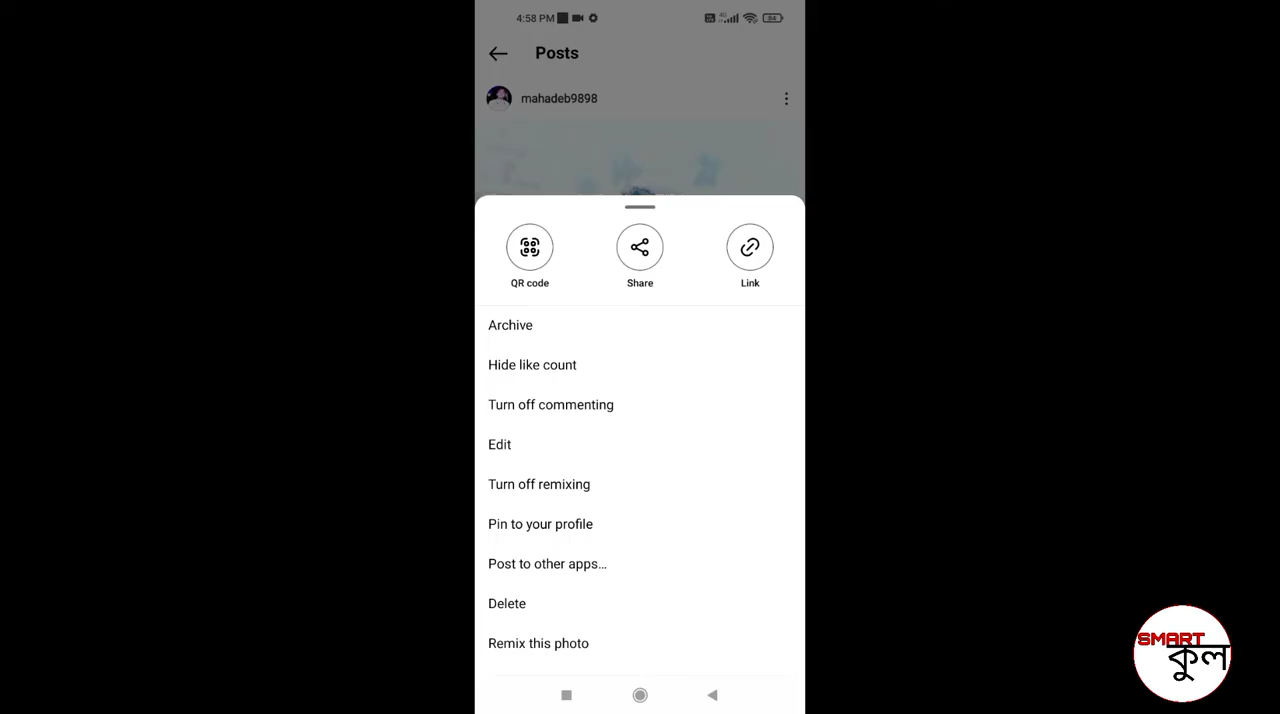 4:58 PM
84
Posts
mahadeb9898
QR code
Share
Link
Archive
Hide like count
Turn off commenting
Edit
Turn off remixing
Pin to your profile
Post to other apps...
Delete
Remix this photo
SMART
কুল